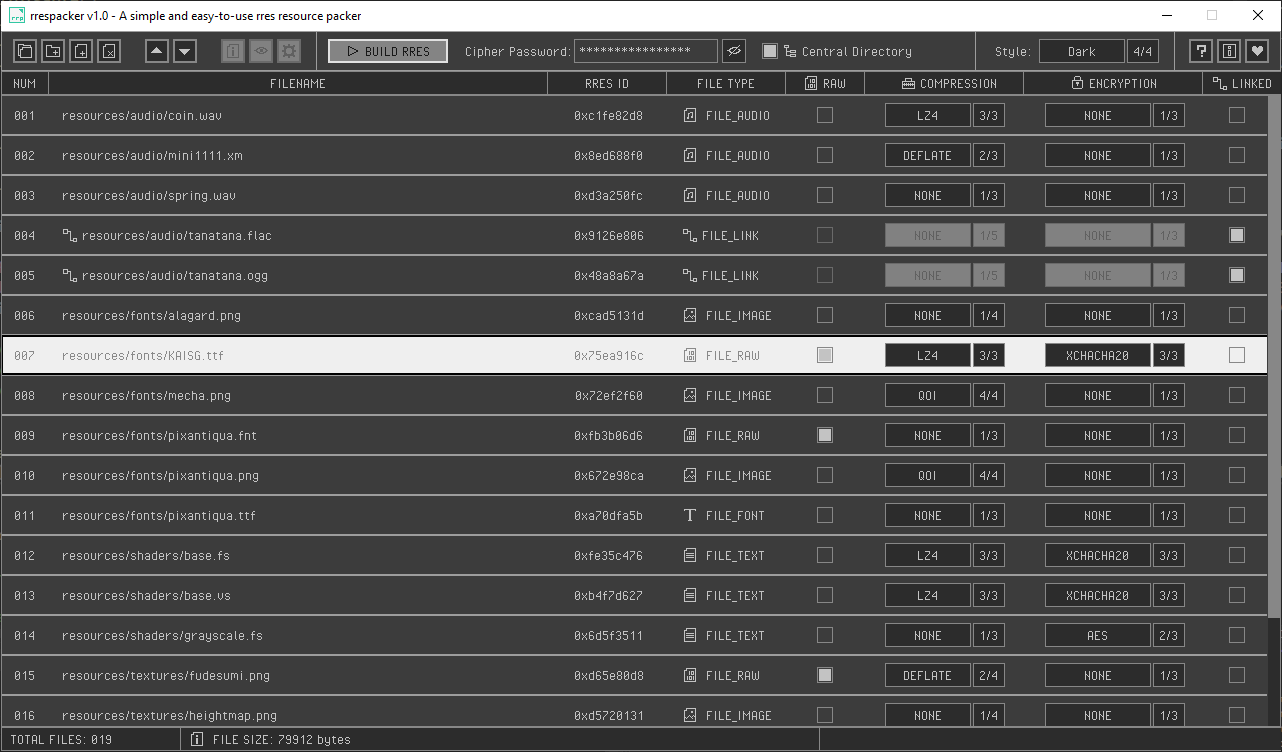 rrespacker v1.0 - A simple and easy-to-use rres resource packer
BUILD RRES Cipher Password: **************** Central Directory Style: Dark 4/4 ?
NUM FILENAME RRES ID FILE TYPE RAW COMPRESSION ENCRYPTION LINKED
001 resources/audio/coin.wav 0xc1fe82d8 FILE_AUDIO LZ4 3/3 NONE 1/3
002 resources/audio/mini1111.xm 0x8ed688f0 FILE_AUDIO DEFLATE 2/3 NONE 1/3
003 resources/audio/spring.wav 0xd3a250fc FILE_AUDIO NONE 1/3 NONE 1/3
004 resources/audio/tanatana.flac 0x9126e806 FILE_LINK NONE 1/5 NONE 1/3
005 resources/audio/tanatana.ogg 0x48a8a67a FILE_LINK NONE 1/5 NONE 1/3
006 resources/fonts/alagard.png 0xcad5131d FILE_IMAGE NONE 1/4 NONE 1/3
007 resources/fonts/KAISG.ttf 0x75ea916c FILE_RAW LZ4 3/3 XCHACHA20 3/3
008 resources/fonts/mecha.png 0x72ef2f60 FILE_IMAGE QOI 4/4 NONE 1/3
009 resources/fonts/pixantiqua.fnt 0xfb3b06d6 FILE_RAW NONE 1/3 NONE 1/3
010 resources/fonts/pixantiqua.png 0x672e98ca FILE_IMAGE QOI 4/4 NONE 1/3
011 resources/fonts/pixantiqua.ttf 0xa70dfa5b FILE_FONT NONE 1/3 NONE 1/3
012 resources/shaders/base.fs 0xfe35c476 FILE_TEXT LZ4 3/3 XCHACHA20 3/3
013 resources/shaders/base.vs 0xb4f7d627 FILE_TEXT LZ4 3/3 XCHACHA20 3/3
014 resources/shaders/grayscale.fs 0x6d5f3511 FILE_TEXT NONE 1/3 AES 2/3
015 resources/textures/fudesumi.png 0xd65e80d8 FILE_RAW DEFLATE 2/4 NONE 1/3
016 resources/textures/heightmap.png 0xd5720131 FILE_IMAGE NONE 1/4 NONE 1/3
TOTAL FILES: 019 FILE SIZE: 79912 bytes